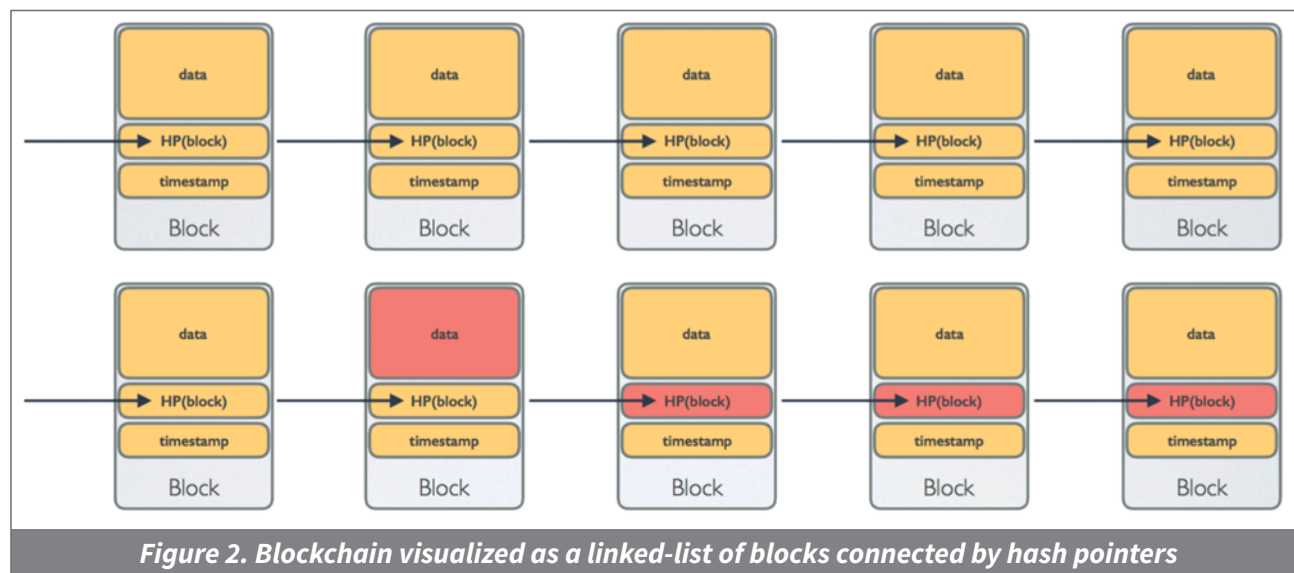 data data data data data
HP(block) HP(block) HP(block) HP(block) HP(block)
timestamp timestamp timestamp timestamp timestamp
Block Block Block Block Block
data data data data data
HP(block) HP(block) HP(block) HP(block) HP(block)
timestamp timestamp timestamp timestamp timestamp
Block Block Block Block Block
Figure 2. Blockchain visualized as a linked-list of blocks connected by hash pointers